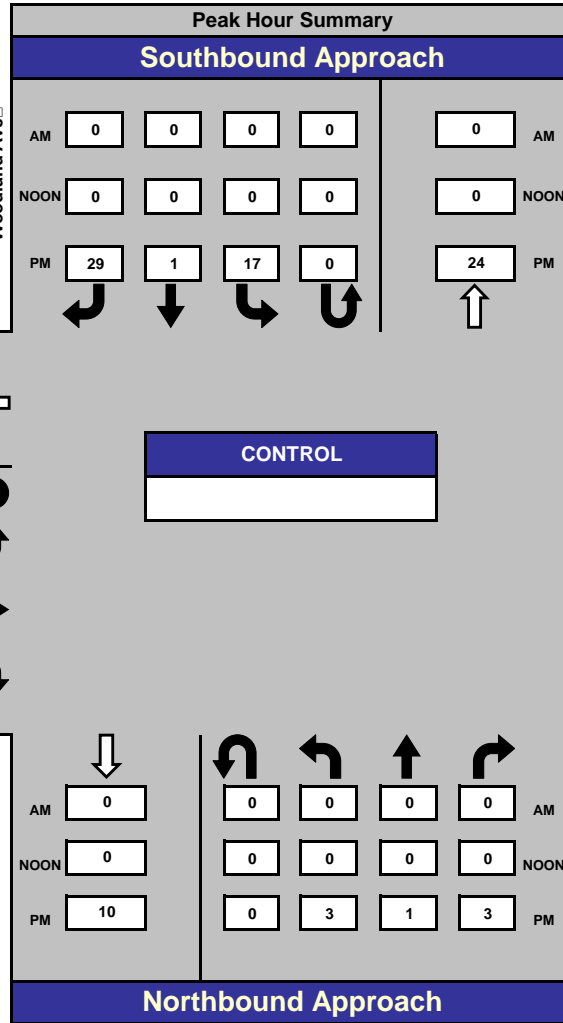 Peak Hour Summary
Southbound Approach
AM 0 0 0 0 0 AM
NOON 0 0 0 0 0 NOON
PM 29 1 17 0 24 PM
CONTROL
AM 0 0 0 0 0 AM
NOON 0 0 0 0 0 NOON
PM 10 0 3 1 3 PM
Northbound Approach